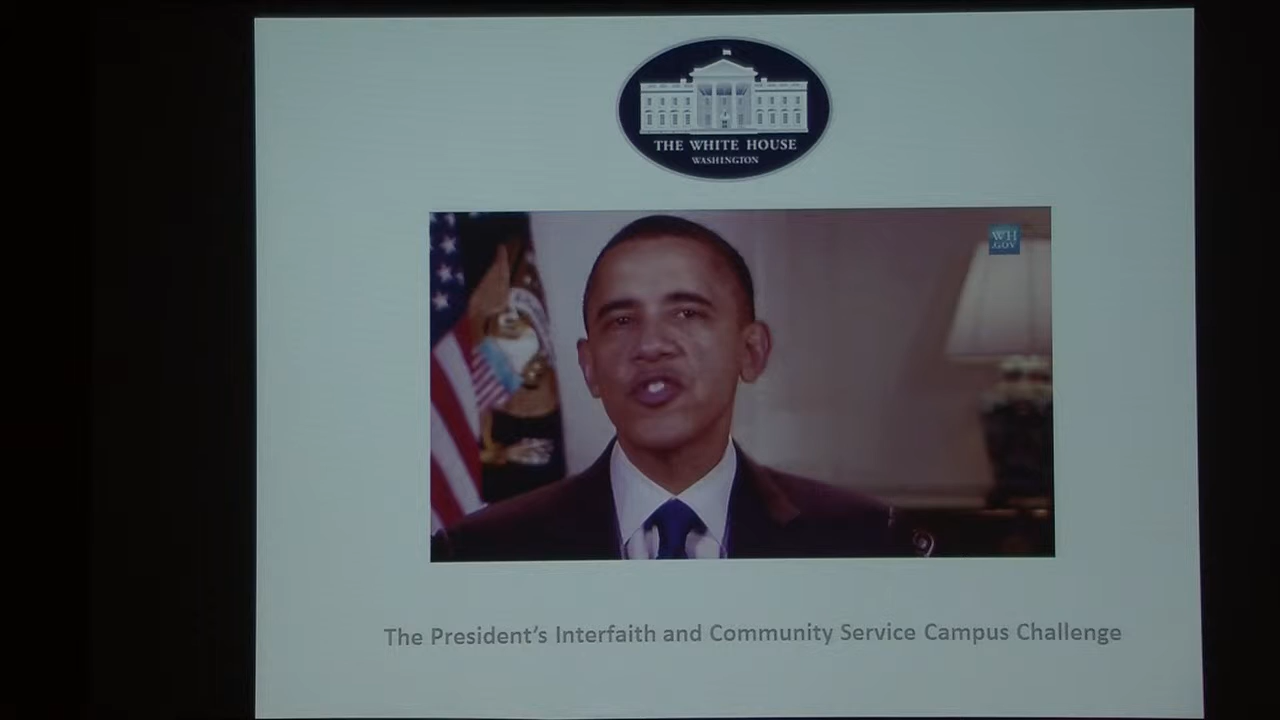 THE WHITE HOUSE
WASHINGTON
WH
.GOV
The President's Interfaith and Community Service Campus Challenge